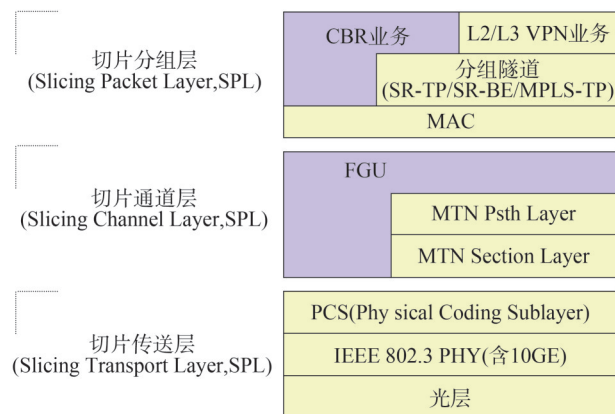 切片分组层
(Slicing Packet Layer,SPL)
CBR业务
L2/L3 VPN业务
分组隧道
(SR-TP/SR-BE/MPLS-TP)
MAC
切片通道层
(Slicing Channel Layer,SPL)
FGU
MTN Psth Layer
MTN Section Layer
切片传送层
(Slicing Transport Layer,SPL)
PCS(Phy sical Coding Sublayer)
IEEE 802.3 PHY(含10GE)
光层